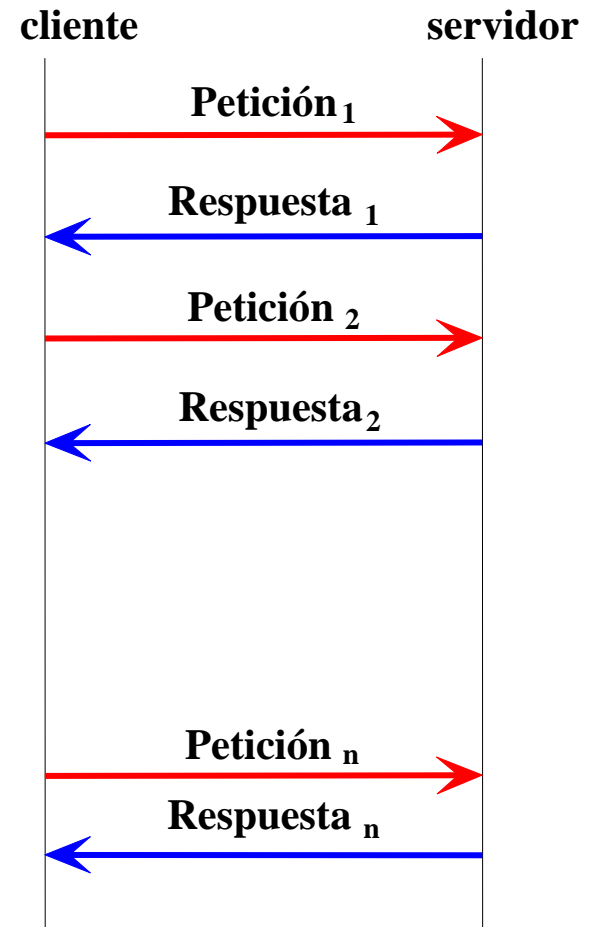 cliente servidor
Petición 1
Respuesta 1
Petición 2
Respuesta 2
Petición n
Respuesta n